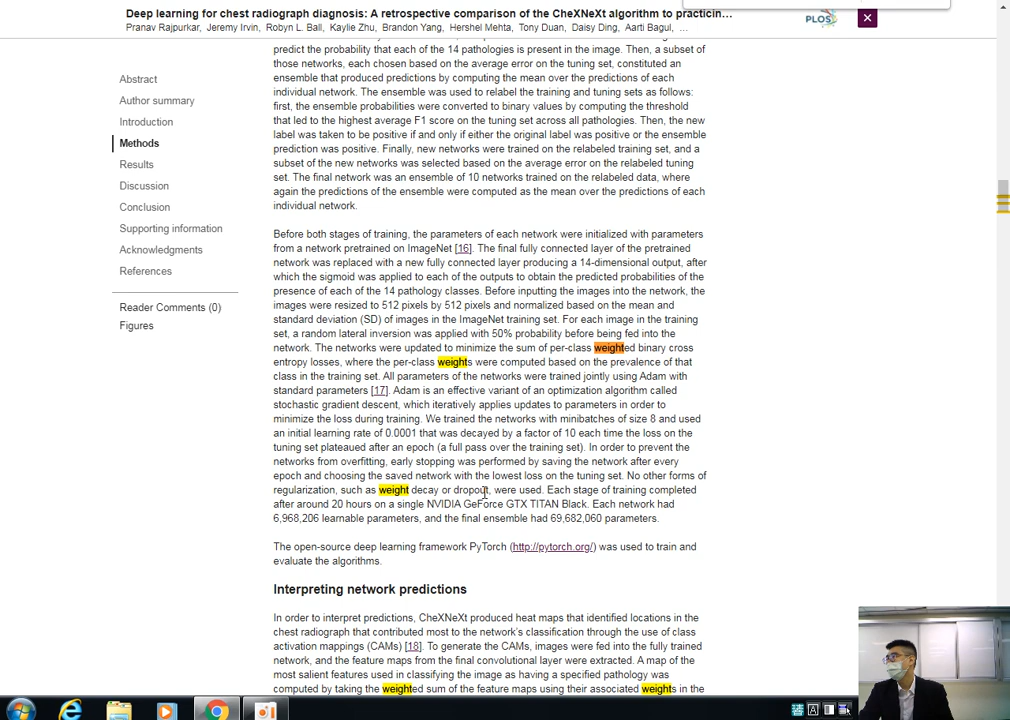 Deep learning for chest radiograph diagnosis: A retrospective comparison of the CheXNeXt algorithm to practicin...
Pranav Rajpurkar, Jeremy Irvin, Robyn L. Ball, Kaylie Zhu, Brandon Yang, Hershel Mehta, Tony Duan, Daisy Ding, Aarti Bagul, ...
PLOS
Abstract
Author summary
Introduction
Methods
Results
Discussion
Conclusion
Supporting information
Acknowledgments
References
Reader Comments (0)
Figures
predict the probability that each of the 14 pathologies is present in the image. Then, a subset of
those networks, each chosen based on the average error on the tuning set, constituted an
ensemble that produced predictions by computing the mean over the predictions of each
individual network. The ensemble was used to relabel the training and tuning sets as follows:
first, the ensemble probabilities were converted to binary values by computing the threshold
that led to the highest average F1 score on the tuning set across all pathologies. Then, the new
label was taken to be positive if and only if either the original label was positive or the ensemble
prediction was positive. Finally, new networks were trained on the relabeled training set, and a
subset of the new networks was selected based on the average error on the relabeled tuning
set. The final network was an ensemble of 10 networks trained on the relabeled data, where
again the predictions of the ensemble were computed as the mean over the predictions of each
individual network.
Before both stages of training, the parameters of each network were initialized with parameters
from a network pretrained on ImageNet [16]. The final fully connected layer of the pretrained
network was replaced with a new fully connected layer producing a 14-dimensional output, after
which the sigmoid was applied to each of the outputs to obtain the predicted probabilities of the
presence of each of the 14 pathology classes. Before inputting the images into the network, the
images were resized to 512 pixels by 512 pixels and normalized based on the mean and
standard deviation (SD) of images in the ImageNet training set. For each image in the training
set, a random lateral inversion was applied with 50% probability before being fed into the
network. The networks were updated to minimize the sum of per-class weighted binary cross
entropy losses, where the per-class weights were computed based on the prevalence of that
class in the training set. All parameters of the networks were trained jointly using Adam with
standard parameters [17]. Adam is an effective variant of an optimization algorithm called
stochastic gradient descent, which iteratively applies updates to parameters in order to
minimize the loss during training. We trained the networks with minibatches of size 8 and used
an initial learning rate of 0.0001 that was decayed by a factor of 10 each time the loss on the
tuning set plateaued after an epoch (a full pass over the training set). In order to prevent the
networks from overfitting, early stopping was performed by saving the network after every
epoch and choosing the saved network with the lowest loss on the tuning set. No other forms of
regularization, such as weight decay or dropout, were used. Each stage of training completed
after around 20 hours on a single NVIDIA GeForce GTX TITAN Black. Each network had
6,968,206 learnable parameters, and the final ensemble had 69,682,060 parameters.
The open-source deep learning framework PyTorch (http://pytorch.org/) was used to train and
evaluate the algorithms.
Interpreting network predictions
In order to interpret predictions, CheXNeXt produced heat maps that identified locations in the
chest radiograph that contributed most to the network's classification through the use of class
activation mappings (CAMs) [18]. To generate the CAMs, images were fed into the fully trained
network, and the feature maps from the final convolutional layer were extracted. A map of the
most salient features used in classifying the image as having a specified pathology was
computed by taking the weighted sum of the feature maps using their associated weights in the